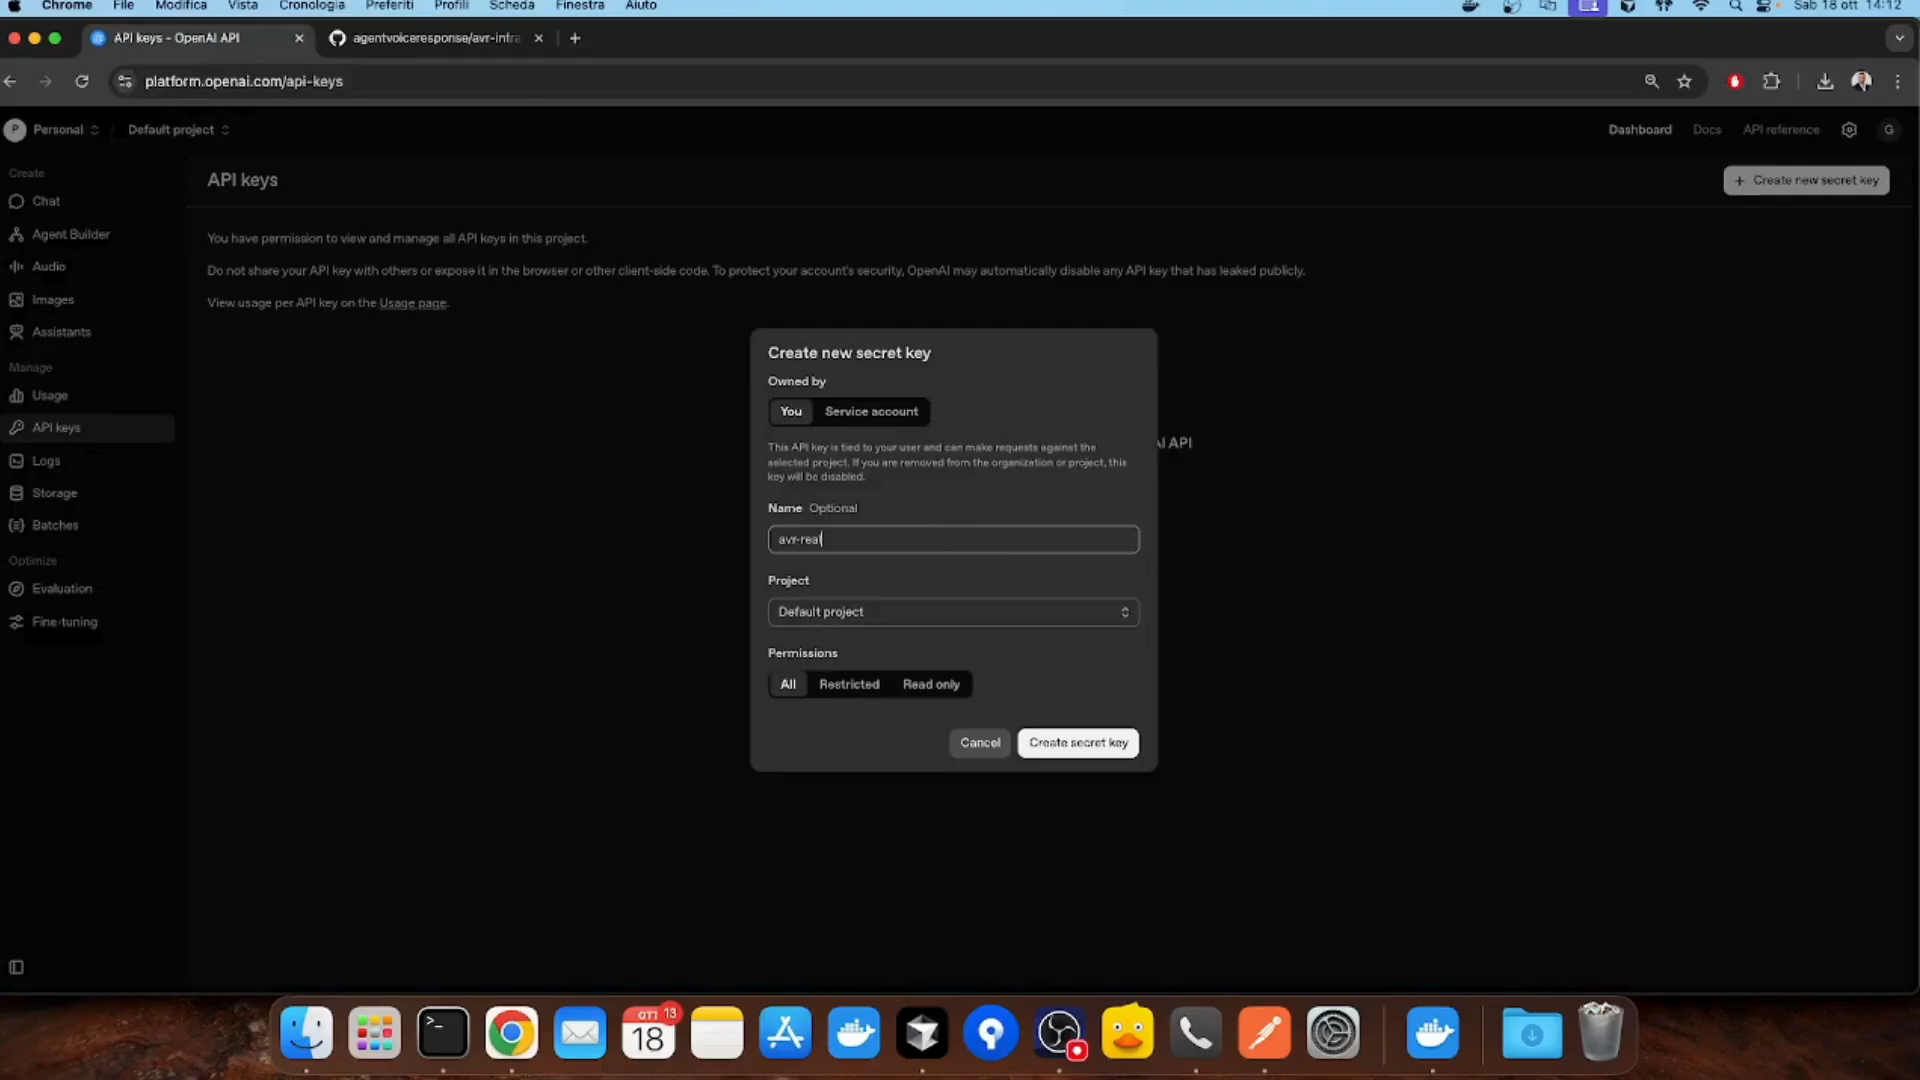 Chrome File Modifica Vista Cronologia Preferiti Profili Scheda Finestra Aiuto Sab 18 ott 14:12
API keys - OpenAI API agentvoiceresponse/avr-infra
platform.openai.com/api-keys
P Personal / Default project Dashboard Docs API reference G
Create
Chat
Agent Builder
Audio
Images
Assistants
Manage
Usage
API keys
Logs
Storage
Batches
Optimize
Evaluation
Fine-tuning
API keys
+ Create new secret key
You have permission to view and manage all API keys in this project.
Do not share your API key with others or expose it in the browser or other client-side code. To protect your account's security, OpenAI may automatically disable any API key that has leaked publicly.
View usage per API key on the Usage page.
AI API
Create new secret key
Owned by
You Service account
This API key is tied to your user and can make requests against the
selected project. If you are removed from the organization or project, this
key will be disabled.
Name Optional
avr-real
Project
Default project
Permissions
All Restricted Read only
Cancel Create secret key
OTT 13
18